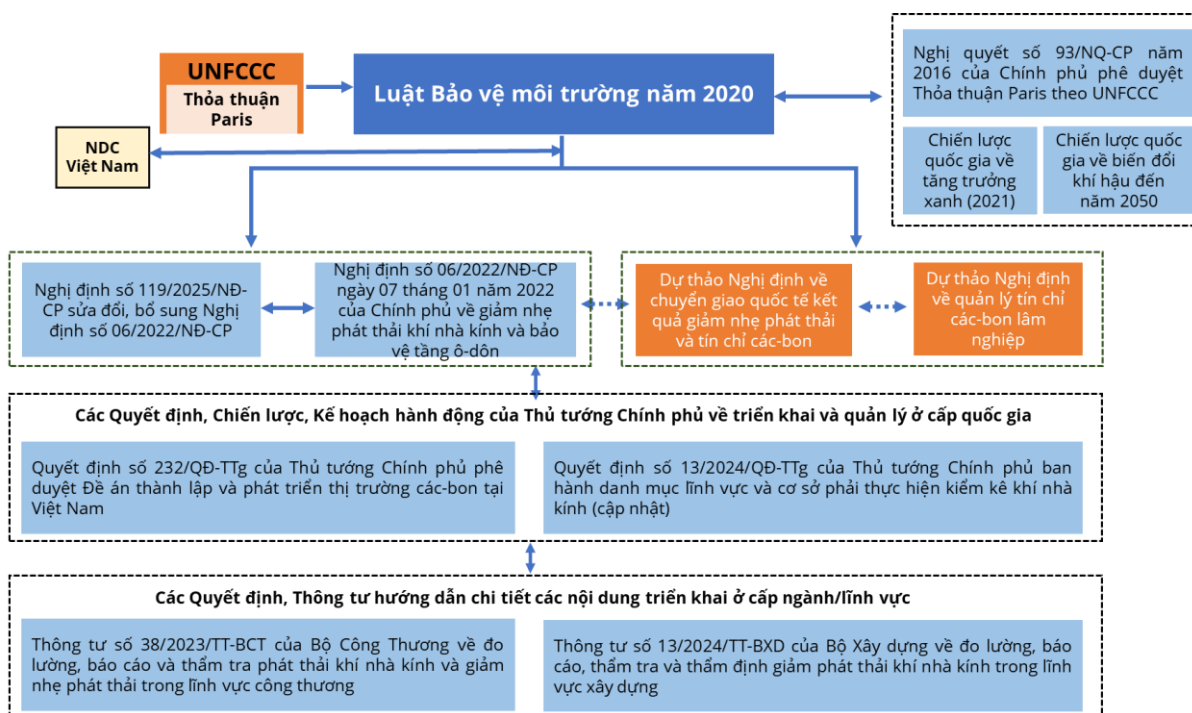 UNFCCC
Thỏa thuận
Paris
Luật Bảo vệ môi trường năm 2020
Nghị quyết số 93/NQ-CP năm
2016 của Chính phủ phê duyệt
Thỏa thuận Paris theo UNFCCC
Chiến lược
quốc gia về
tăng trưởng
xanh (2021)
Chiến lược quốc
gia về biến đổi
khí hậu đến
năm 2050
NDC
Việt Nam
Nghị định số 119/2025/NĐ-
CP sửa đổi, bổ sung Nghị
định số 06/2022/NĐ-CP
Nghị định số 06/2022/NĐ-CP
ngày 07 tháng 01 năm 2022
của Chính phủ về giảm nhẹ
phát thải khí nhà kính và bảo
vệ tầng ô-dôn
Dự thảo Nghị định về
chuyển giao quốc tế kết
quả giảm nhẹ phát thải
và tín chỉ các-bon
Dự thảo Nghị định
về quản lý tín chỉ
các-bon lâm
nghiệp
Các Quyết định, Chiến lược, Kế hoạch hành động của Thủ tướng Chính phủ về triển khai và quản lý ở cấp quốc gia
Quyết định số 232/QĐ-TTg của Thủ tướng Chính phủ phê
duyệt Đề án thành lập và phát triển thị trường các-bon tại
Việt Nam
Quyết định số 13/2024/QĐ-TTg của Thủ tướng Chính phủ ban
hành danh mục lĩnh vực và cơ sở phải thực hiện kiểm kê khí nhà
kính (cập nhật)
Các Quyết định, Thông tư hướng dẫn chi tiết các nội dung triển khai ở cấp ngành/lĩnh vực
Thông tư số 38/2023/TT-BCT của Bộ Công Thương về đo
lường, báo cáo và thẩm tra phát thải khí nhà kính và giảm
nhẹ phát thải trong lĩnh vực công thương
Thông tư số 13/2024/TT-BXD của Bộ Xây dựng về đo lường, báo
cáo, thẩm tra và thẩm định giảm phát thải khí nhà kính trong lĩnh
vực xây dựng